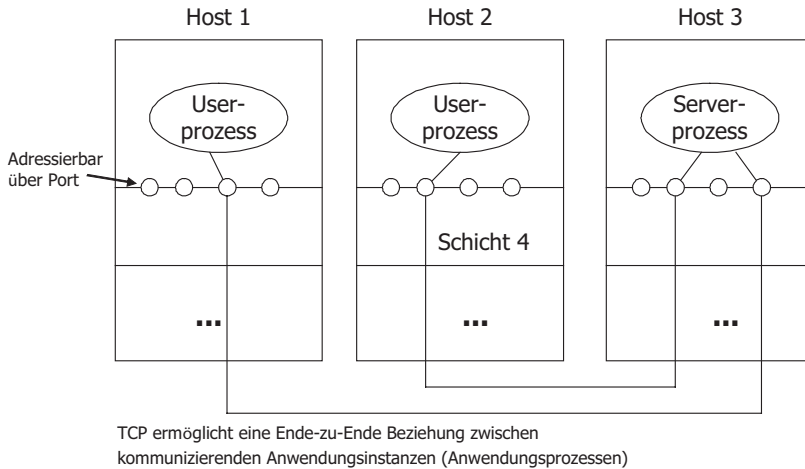 Host 1
Host 2
Host 3
User-
prozess
User-
prozess
Server-
prozess
Adressierbar
über Port
Schicht 4
...
...
...
TCP ermöglicht eine Ende-zu-Ende Beziehung zwischen
kommunizierenden Anwendungsinstanzen (Anwendungsprozessen)